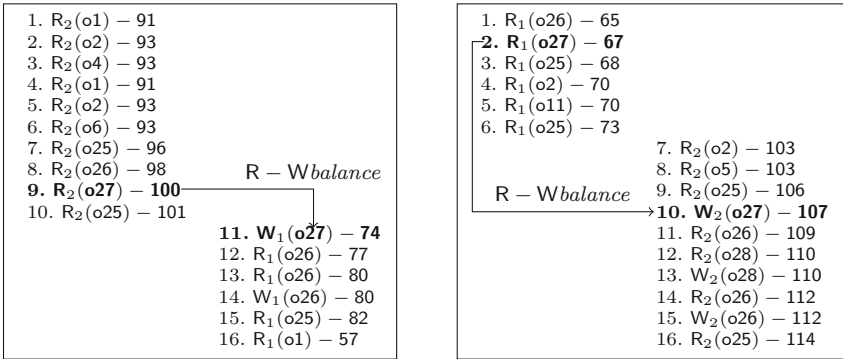 1. R₂(o1) – 91
2. R₂(o2) – 93
3. R₂(o4) – 93
4. R₂(o1) – 91
5. R₂(o2) – 93
6. R₂(o6) – 93
7. R₂(o25) – 96
8. R₂(o26) – 98
9. R₂(o27) – 100
R – Wbalance
10. R₂(o25) – 101
11. W₁(o27) – 74
12. R₁(o26) – 77
13. R₁(o26) – 80
14. W₁(o26) – 80
15. R₁(o25) – 82
16. R₁(o1) – 57
1. R₁(o26) – 65
2. R₁(o27) – 67
3. R₁(o25) – 68
4. R₁(o2) – 70
5. R₁(o11) – 70
6. R₁(o25) – 73
7. R₂(o2) – 103
8. R₂(o5) – 103
9. R₂(o25) – 106
R – Wbalance
10. W₂(o27) – 107
11. R₂(o26) – 109
12. R₂(o28) – 110
13. W₂(o28) – 110
14. R₂(o26) – 112
15. W₂(o26) – 112
16. R₂(o25) – 114